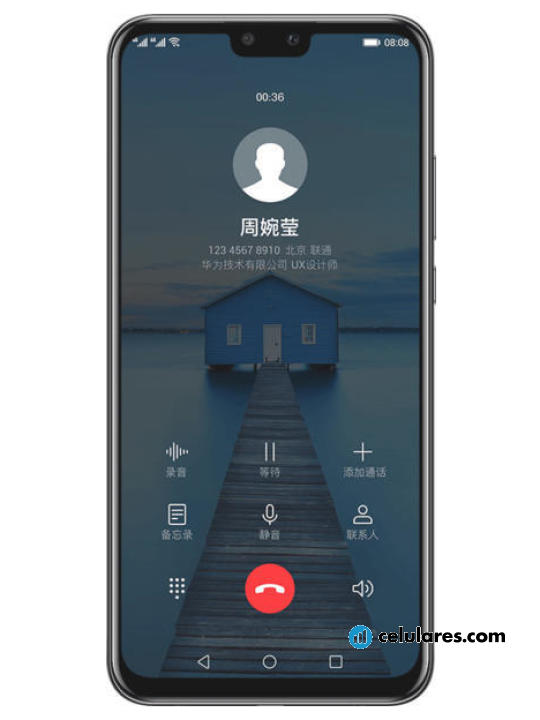 08:08
00:36
周婉莹
123 4567 8910 北京 联通
华为技术有限公司 UX设计师
录音 等待 添加通话
备忘录 静音 联系人
celulares.com